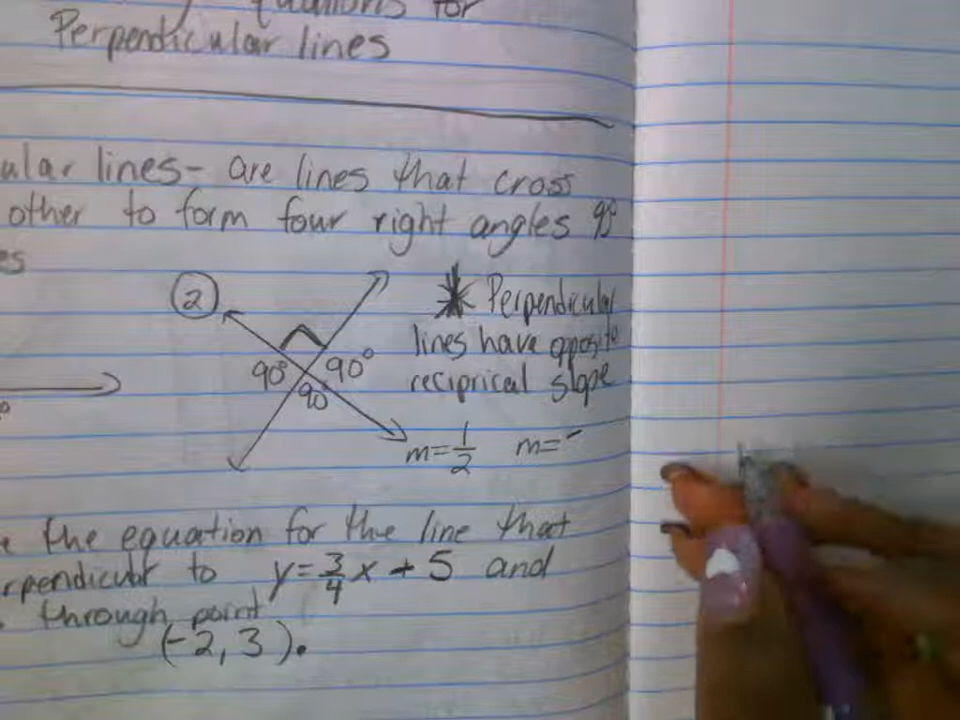 for
Perpendicular lines
ular lines - are lines that cross
other to form four right angles 90°
es
2
90° 90°
90
* Perpendicular
lines have opposite
reciprical slope
m=1/2 m=-
e the equation for the line that
rpendicular to y=3/4x+5 and
through point
(-2, 3).